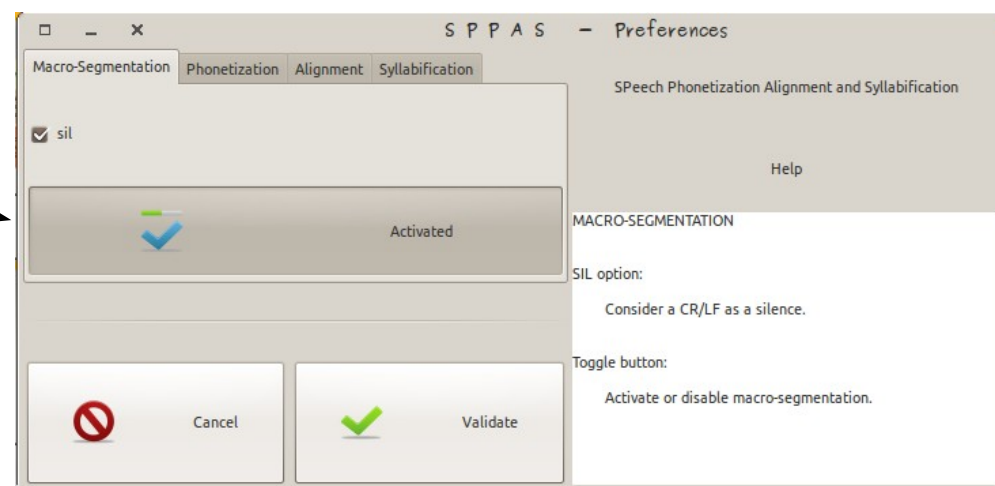 S P P A S – Preferences
Macro-Segmentation Phonetization Alignment Syllabification
sil
Activated
Cancel Validate
SPeech Phonetization Alignment and Syllabification
Help
MACRO-SEGMENTATION
SIL option:
Consider a CR/LF as a silence.
Toggle button:
Activate or disable macro-segmentation.